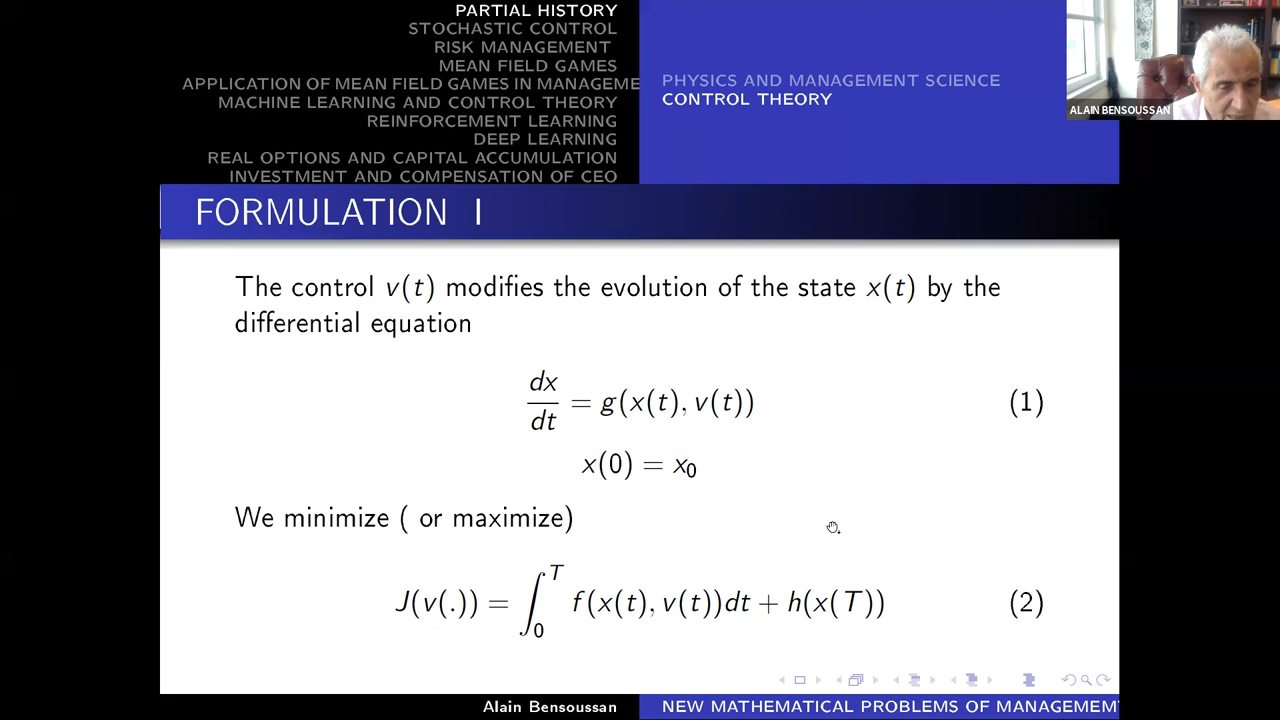 PARTIAL HISTORY
STOCHASTIC CONTROL
RISK MANAGEMENT
MEAN FIELD GAMES
APPLICATION OF MEAN FIELD GAMES IN MANAGEME
MACHINE LEARNING AND CONTROL THEORY
REINFORCEMENT LEARNING
DEEP LEARNING
REAL OPTIONS AND CAPITAL ACCUMULATION
INVESTMENT AND COMPENSATION OF CEO
PHYSICS AND MANAGEMENT SCIENCE
CONTROL THEORY
ALAIN BENSOUSSAN
FORMULATION I
The control v(t) modifies the evolution of the state x(t) by the
differential equation
dx/dt = g(x(t), v(t)) (1)
x(0) = x₀
We minimize ( or maximize)
J(v(.)) = ∫₀ᵀ f(x(t), v(t))dt + h(x(T)) (2)
Alain Bensoussan
NEW MATHEMATICAL PROBLEMS OF MANAGEMENT